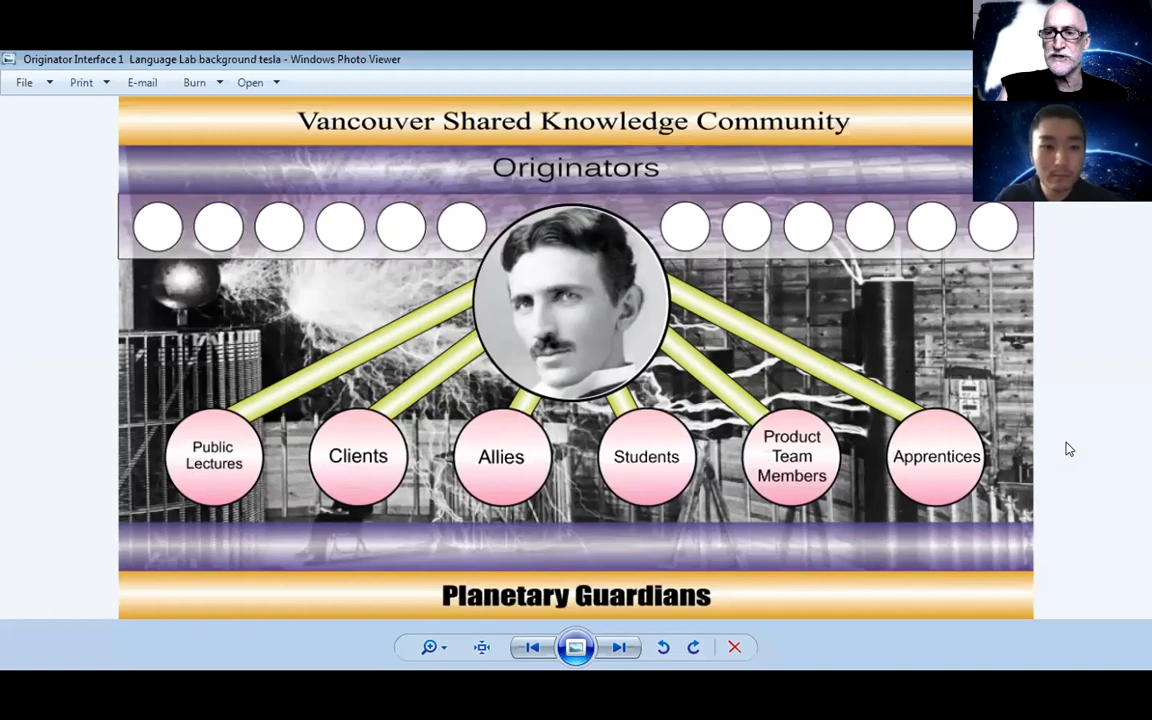 Originator Interface 1  Language Lab background tesla - Windows Photo Viewer
File Print E-mail Burn Open
Vancouver Shared Knowledge Community
Originators
Public
Lectures
Clients
Allies
Students
Product
Team
Members
Apprentices
Planetary Guardians